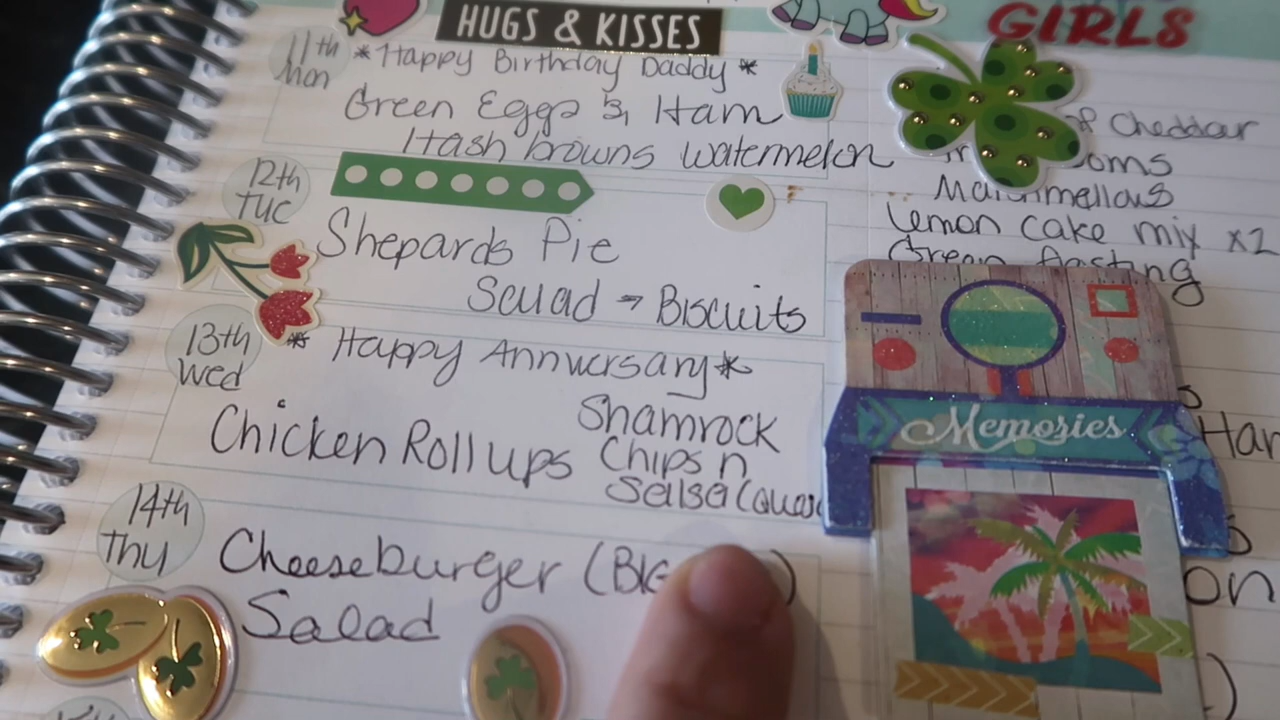 HUGS & KISSES
GIRLS
11th
Mon
*Happy Birthday Daddy*
Green Eggs & Ham
Hash browns watermelon
12th
Tue
Shepards Pie
Salad → Biscuits
13th
Wed
* Happy Anniversary*
Chicken Roll ups
Shamrock
Chips n
Salsa
14th
Thu
Cheeseburger
Salad
Cheddar
Marshmellows
Lemon cake mix x2
Green
Memories